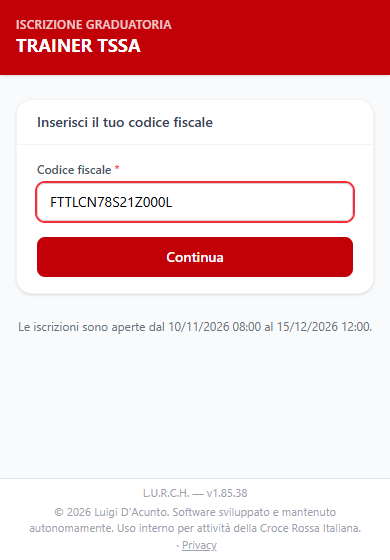 ISCRIZIONE GRADUATORIA
TRAINER TSSA
Inserisci il tuo codice fiscale
Codice fiscale *
FTTLCN78S21Z000L
Continua
Le iscrizioni sono aperte dal 10/11/2026 08:00 al 15/12/2026 12:00.
L.U.R.C.H. — v1.85.38
© 2026 Luigi D'Acunto. Software sviluppato e mantenuto
autonomamente. Uso interno per attività della Croce Rossa Italiana.
· Privacy